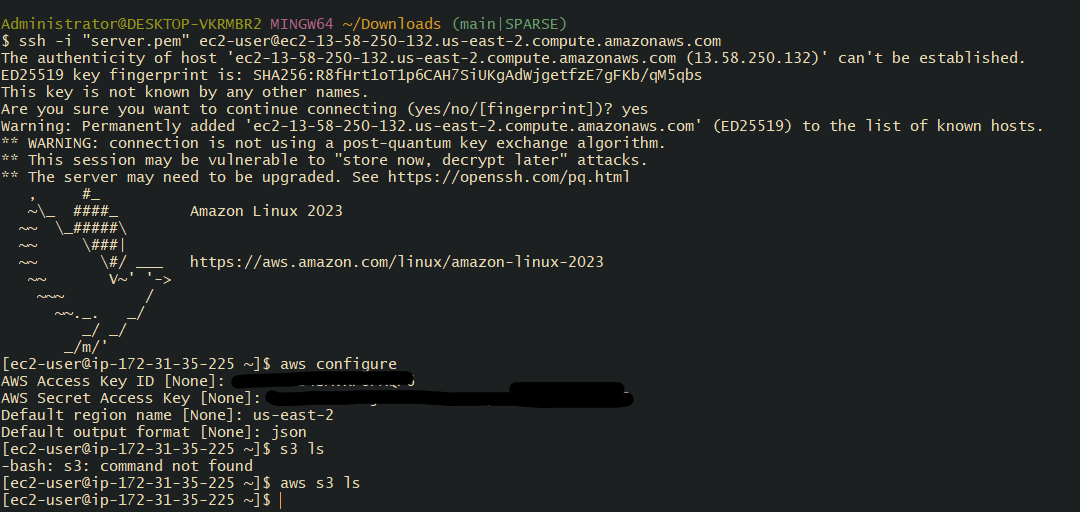 Administrator@DESKTOP-VKRMBR2 MINGW64 ~/Downloads (main|SPARSE)
$ ssh -i "server.pem" ec2-user@ec2-13-58-250-132.us-east-2.compute.amazonaws.com
The authenticity of host 'ec2-13-58-250-132.us-east-2.compute.amazonaws.com (13.58.250.132)' can't be established.
ED25519 key fingerprint is: SHA256:R8fHrt1oT1p6CAH7SiUKgAdWjgetfzE7gFKb/qM5qbs
This key is not known by any other names.
Are you sure you want to continue connecting (yes/no/[fingerprint])? yes
Warning: Permanently added 'ec2-13-58-250-132.us-east-2.compute.amazonaws.com' (ED25519) to the list of known hosts.
** WARNING: connection is not using a post-quantum key exchange algorithm.
** This session may be vulnerable to "store now, decrypt later" attacks.
** The server may need to be upgraded. See https://openssh.com/pq.html
   ,     #_
   ~\_  ####_        Amazon Linux 2023
  ~~  \_#####\
  ~~     \###|
  ~~       \#/ ___   https://aws.amazon.com/linux/amazon-linux-2023
   ~~       V~' '->
    ~~~         /
      ~~._.   _/
         _/ _/
       _/m/'
[ec2-user@ip-172-31-35-225 ~]$ aws configure
AWS Access Key ID [None]:
AWS Secret Access Key [None]:
Default region name [None]: us-east-2
Default output format [None]: json
[ec2-user@ip-172-31-35-225 ~]$ s3 ls
-bash: s3: command not found
[ec2-user@ip-172-31-35-225 ~]$ aws s3 ls
[ec2-user@ip-172-31-35-225 ~]$